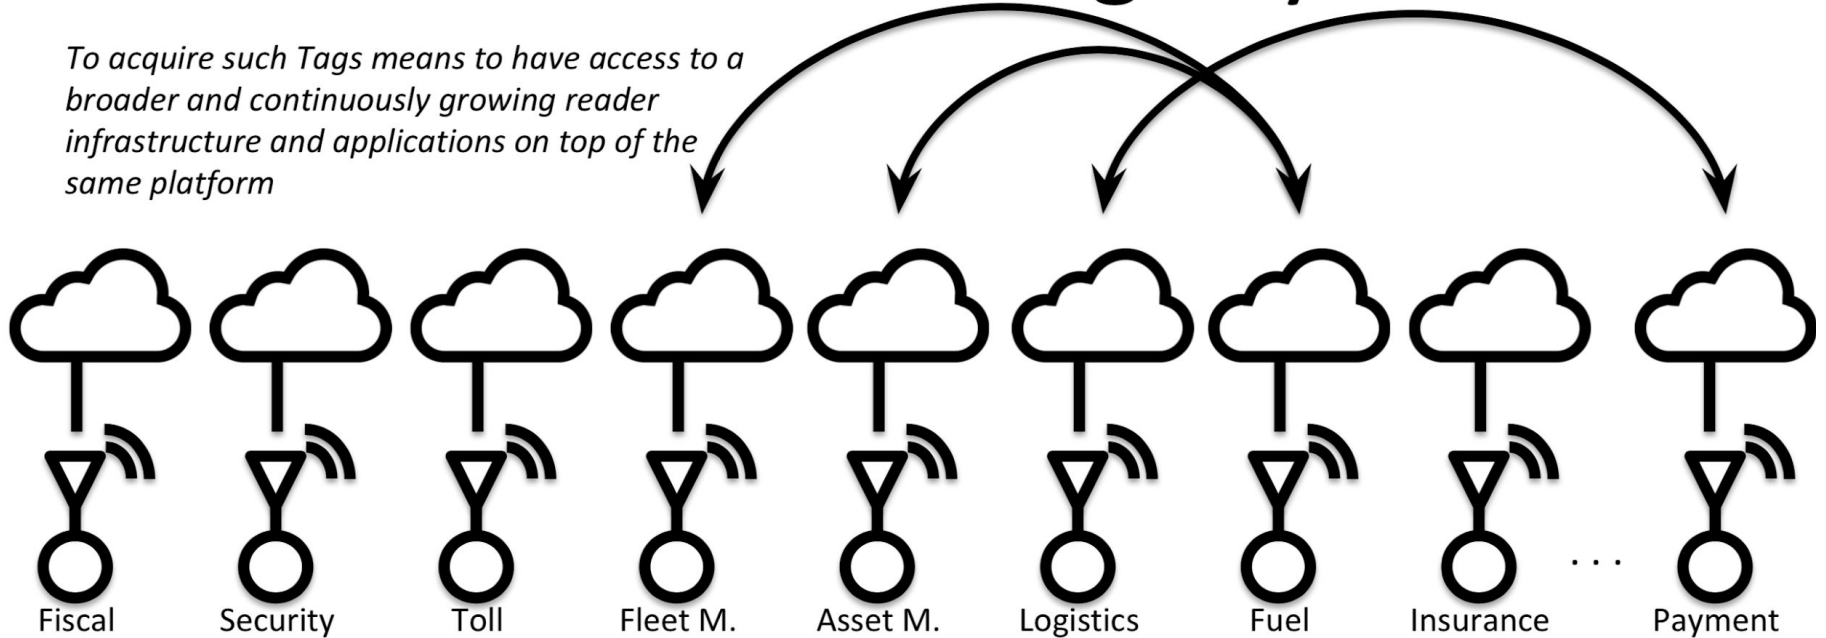 To acquire such Tags means to have access to a
broader and continuously growing reader
infrastructure and applications on top of the
same platform
Fiscal Security Toll Fleet M. Asset M. Logistics Fuel Insurance . . . Payment